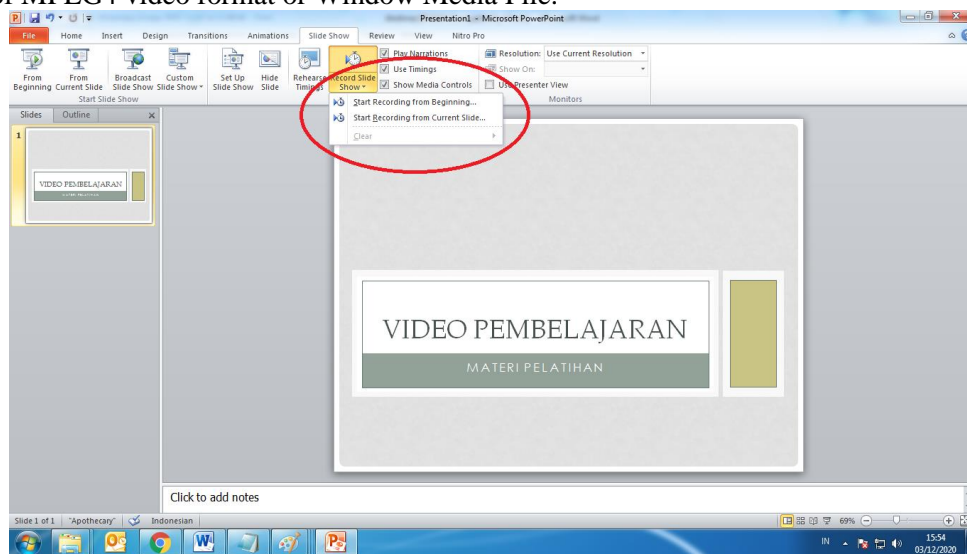 or MPEG4 video format or Window Media File.
Presentation1 - Microsoft PowerPoint
File Home Insert Design Transitions Animations Slide Show Review View Nitro Pro
From Beginning
From Current Slide
Broadcast Slide Show
Custom Slide Show
Set Up Slide Show
Hide Slide
Rehearse Timings
Record Slide Show
Play Narrations
Use Timings
Show Media Controls
Resolution: Use Current Resolution
Show On:
Use Presenter View
Start Slide Show
Monitors
Start Recording from Beginning...
Start Recording from Current Slide...
Clear
Slides Outline
1
VIDEO PEMBELAJARAN
MATERI PELATIHAN
VIDEO PEMBELAJARAN
MATERI PELATIHAN
Click to add notes
Slide 1 of 1 "Apothecary" Indonesian 69%
IN 15:54
03/12/2020